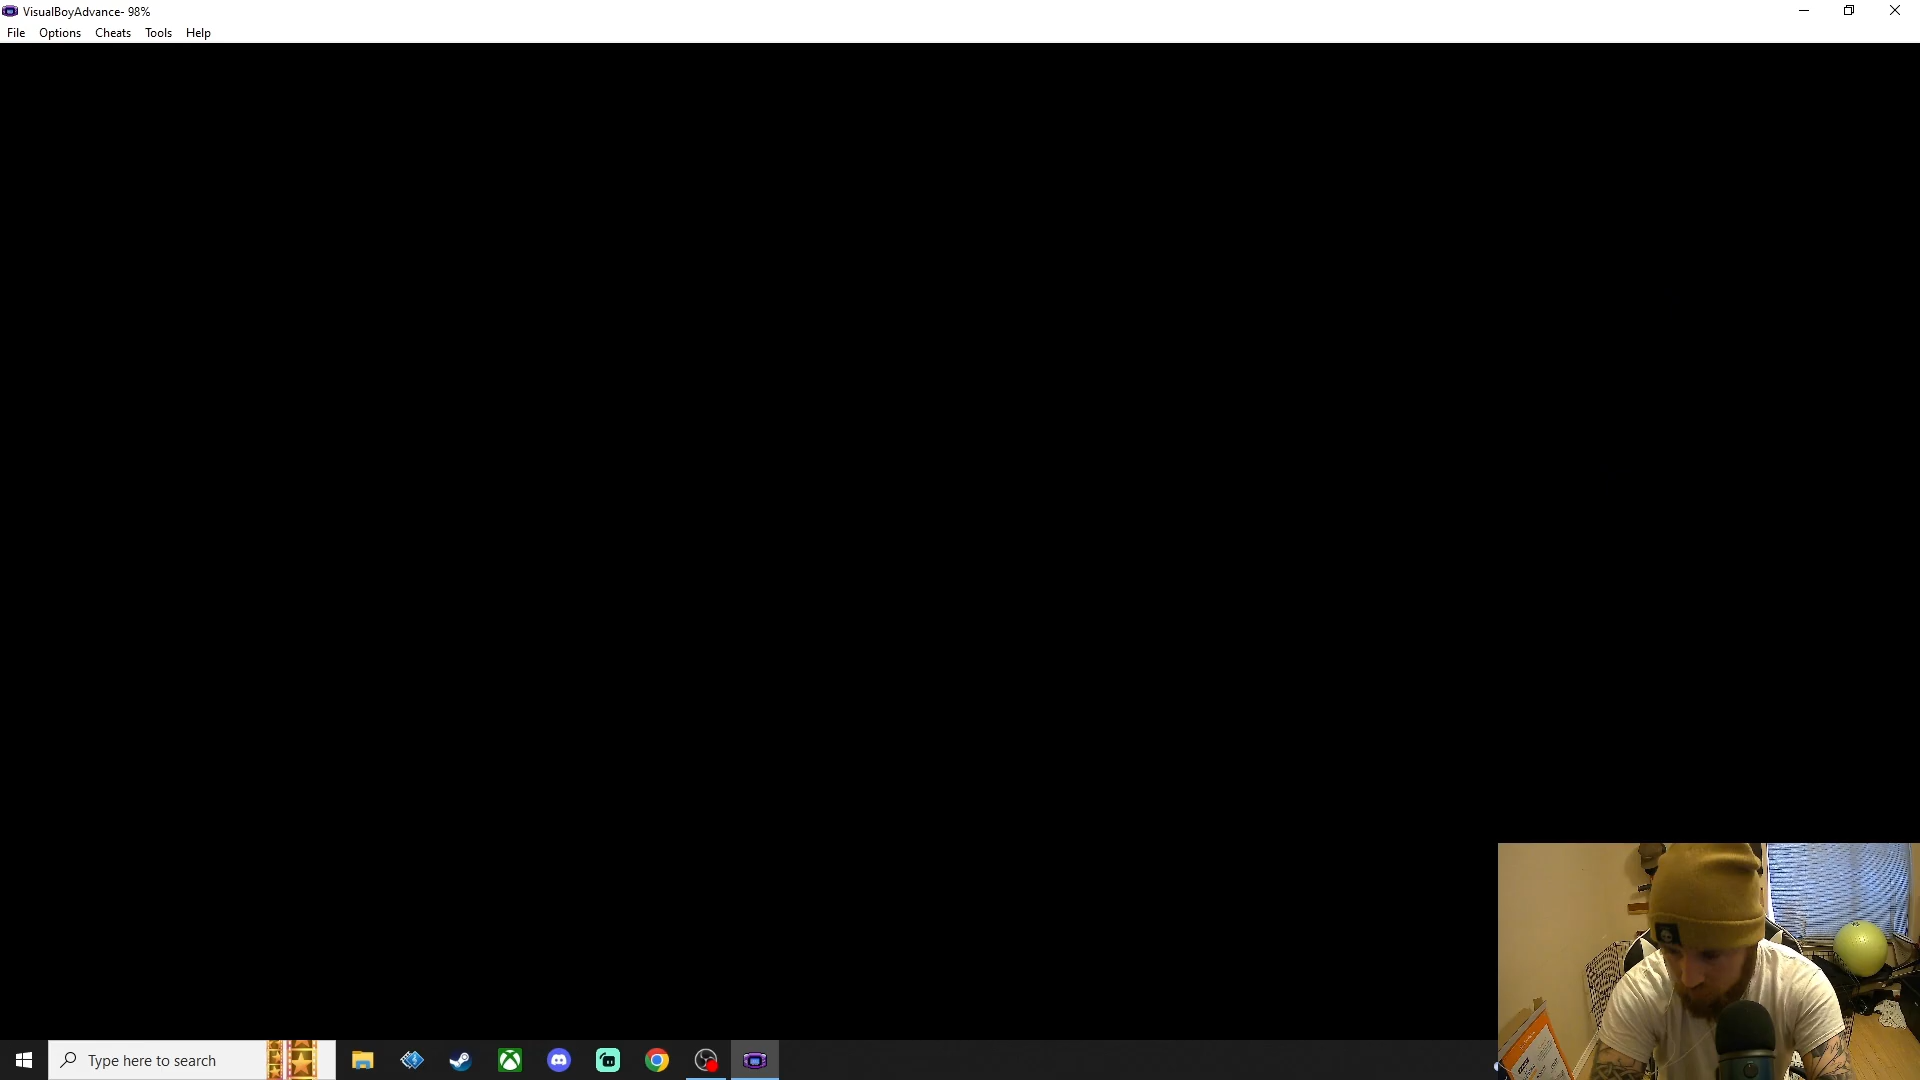 VisualBoyAdvance- 98%
File Options Cheats Tools Help
Type here to search